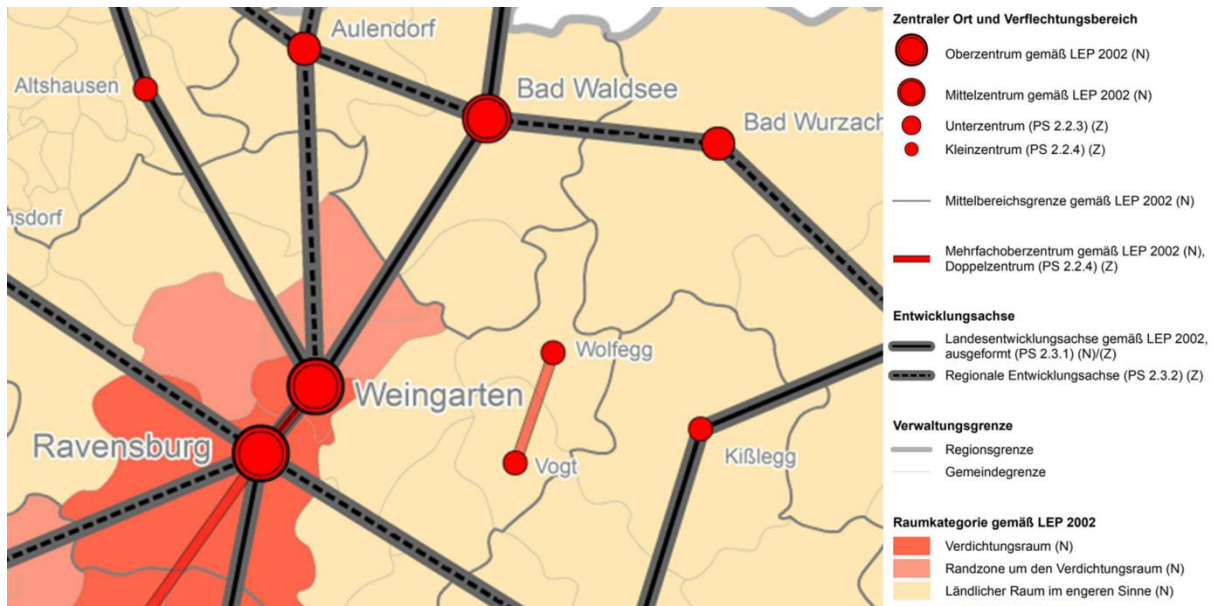 Aulendorf
Altshausen
Bad Waldsee
Bad Wurzach
nsdorf
Wolfegg
Weingarten
Ravensburg
Vogt
Kißlegg
Zentraler Ort und Verflechtungsbereich
Oberzentrum gemäß LEP 2002 (N)
Mittelzentrum gemäß LEP 2002 (N)
Unterzentrum (PS 2.2.3) (Z)
Kleinzentrum (PS 2.2.4) (Z)
Mittelbereichsgrenze gemäß LEP 2002 (N)
Mehrfachoberzentrum gemäß LEP 2002 (N),
Doppelzentrum (PS 2.2.4) (Z)
Entwicklungsachse
Landesentwicklungsachse gemäß LEP 2002,
ausgeformt (PS 2.3.1) (N)/(Z)
Regionale Entwicklungsachse (PS 2.3.2) (Z)
Verwaltungsgrenze
Regionsgrenze
Gemeindegrenze
Raumkategorie gemäß LEP 2002
Verdichtungsraum (N)
Randzone um den Verdichtungsraum (N)
Ländlicher Raum im engeren Sinne (N)